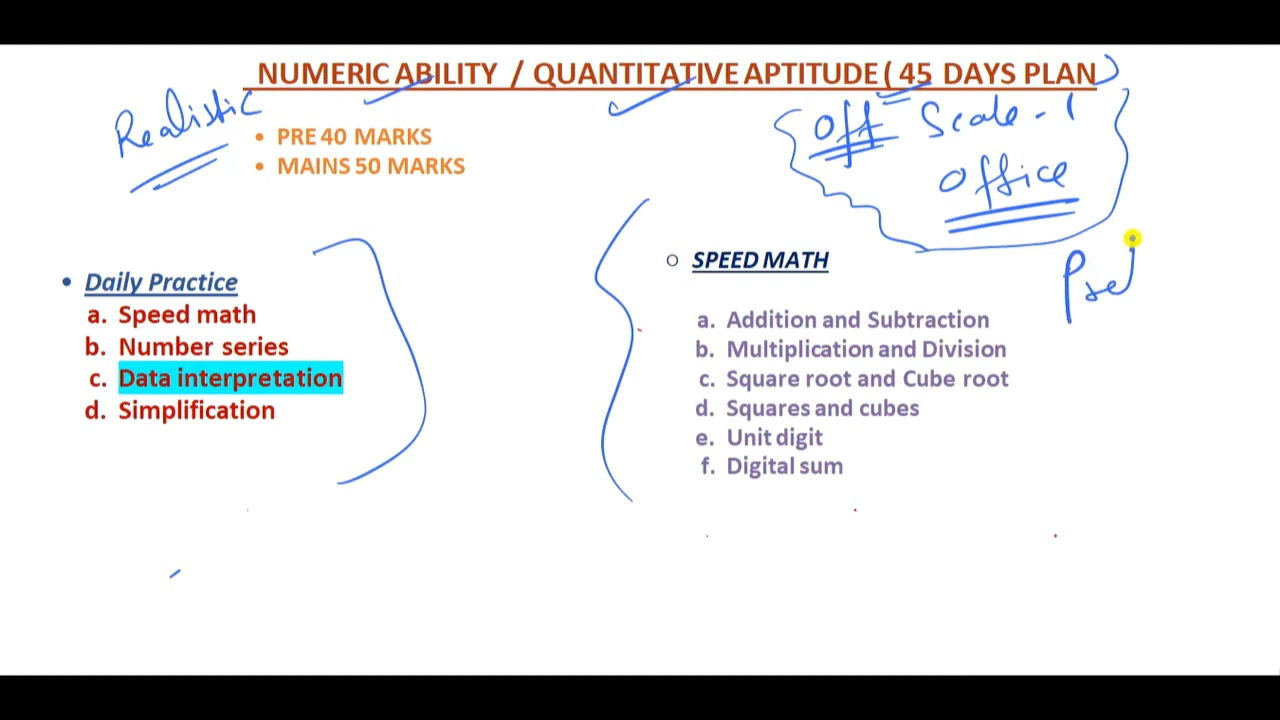 NUMERIC ABILITY / QUANTITATIVE APTITUDE ( 45 DAYS PLAN )
Realistic
• PRE 40 MARKS
• MAINS 50 MARKS
Off Scale - 1
office
Pre
• Daily Practice
a. Speed math
b. Number series
c. Data interpretation
d. Simplification
○ SPEED MATH
a. Addition and Subtraction
b. Multiplication and Division
c. Square root and Cube root
d. Squares and cubes
e. Unit digit
f. Digital sum